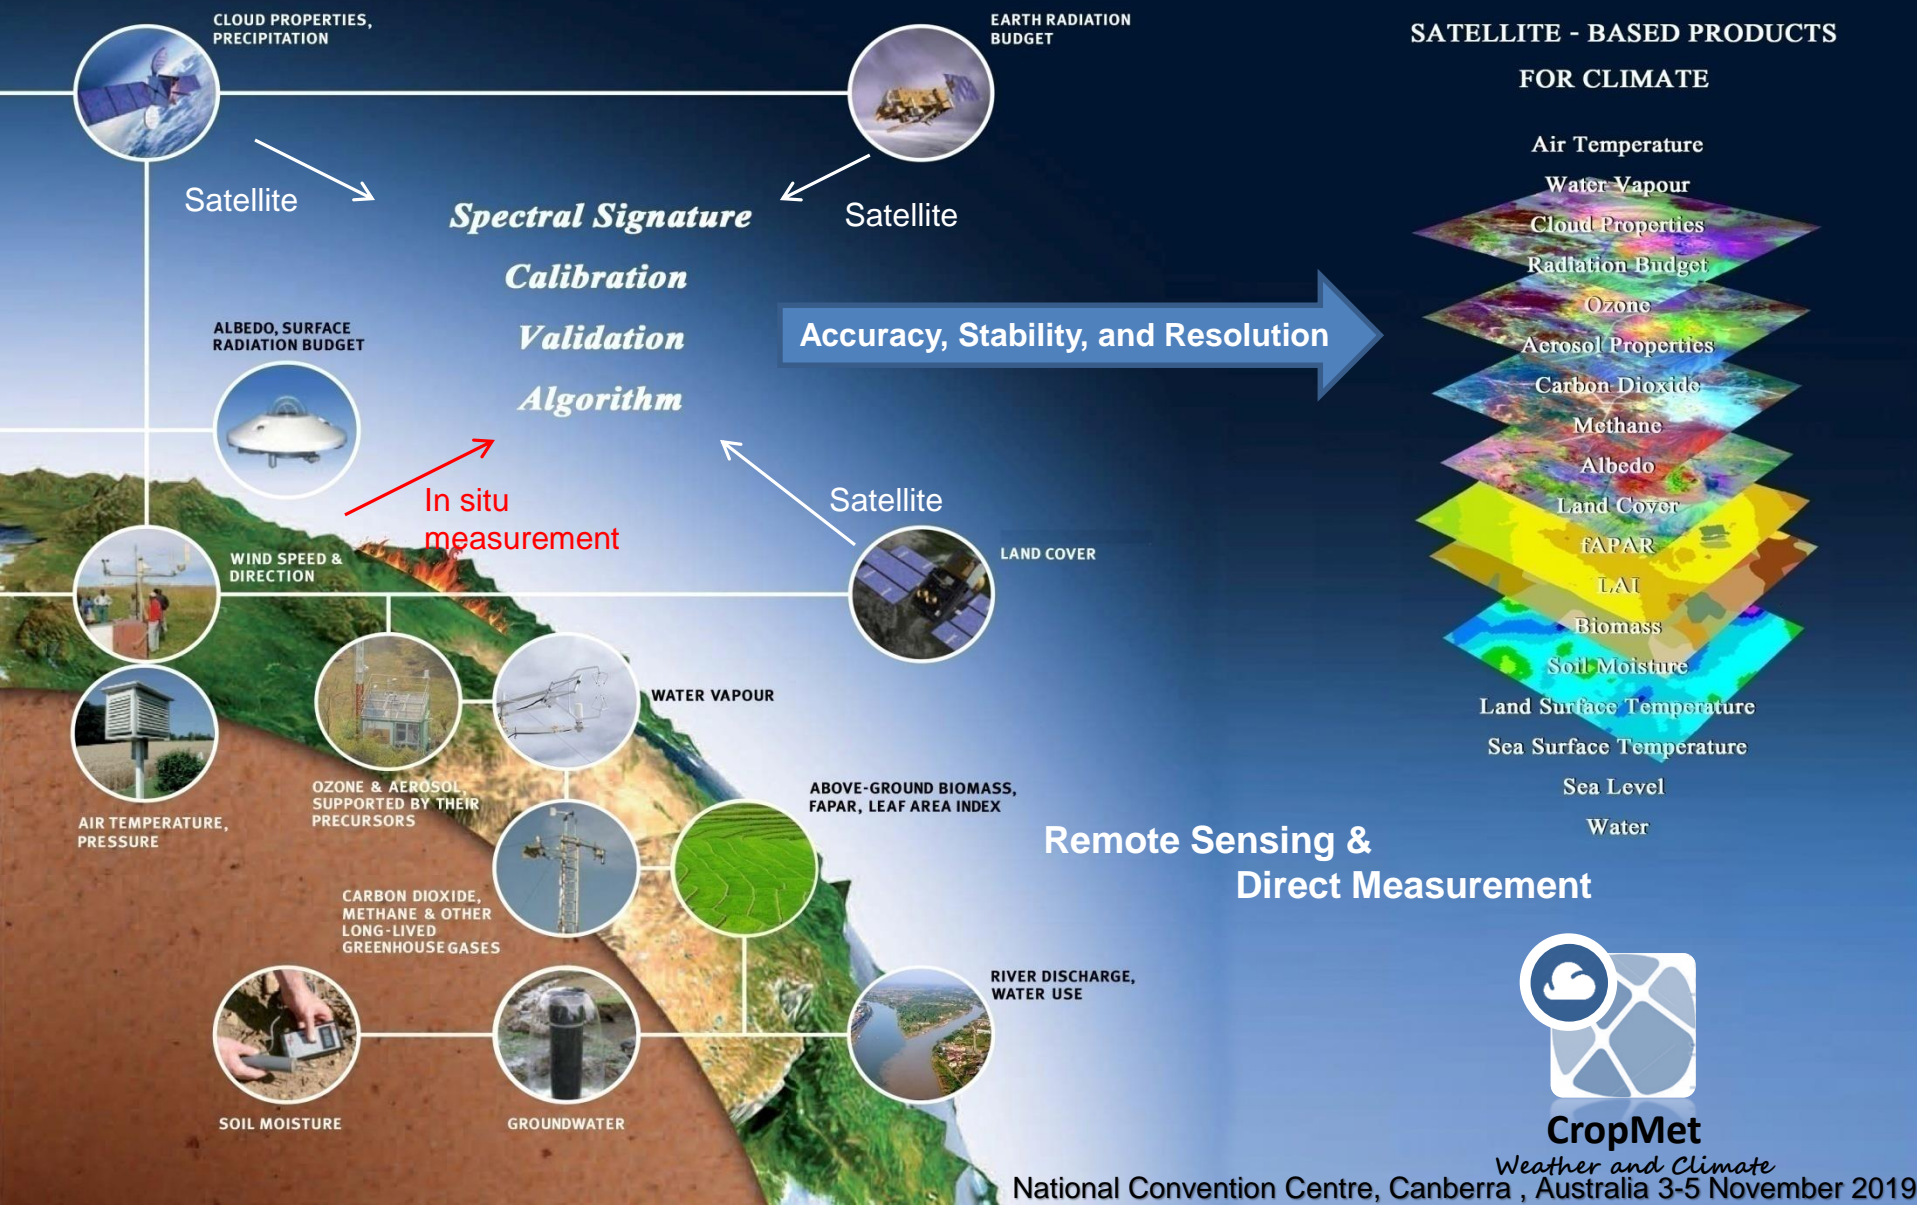 CLOUD PROPERTIES,
PRECIPITATION
EARTH RADIATION
BUDGET
SATELLITE - BASED PRODUCTS
FOR CLIMATE
Satellite
Satellite
Spectral Signature
Calibration
Validation
Algorithm
Accuracy, Stability, and Resolution
Air Temperature
Water Vapour
Cloud Properties
Radiation Budget
Ozone
Aerosol Properties
Carbon Dioxide
Methane
Albedo
Land Cover
fAPAR
LAI
Biomass
Soil Moisture
Land Surface Temperature
Sea Surface Temperature
Sea Level
Water
ALBEDO, SURFACE
RADIATION BUDGET
In situ
measurement
Satellite
WIND SPEED &
DIRECTION
LAND COVER
WATER VAPOUR
AIR TEMPERATURE,
PRESSURE
OZONE & AEROSOL,
SUPPORTED BY THEIR
PRECURSORS
ABOVE-GROUND BIOMASS,
FAPAR, LEAF AREA INDEX
Remote Sensing &
Direct Measurement
CARBON DIOXIDE,
METHANE & OTHER
LONG-LIVED
GREENHOUSE GASES
RIVER DISCHARGE,
WATER USE
SOIL MOISTURE
GROUNDWATER
CropMet
Weather and Climate
National Convention Centre, Canberra , Australia 3-5 November 2019